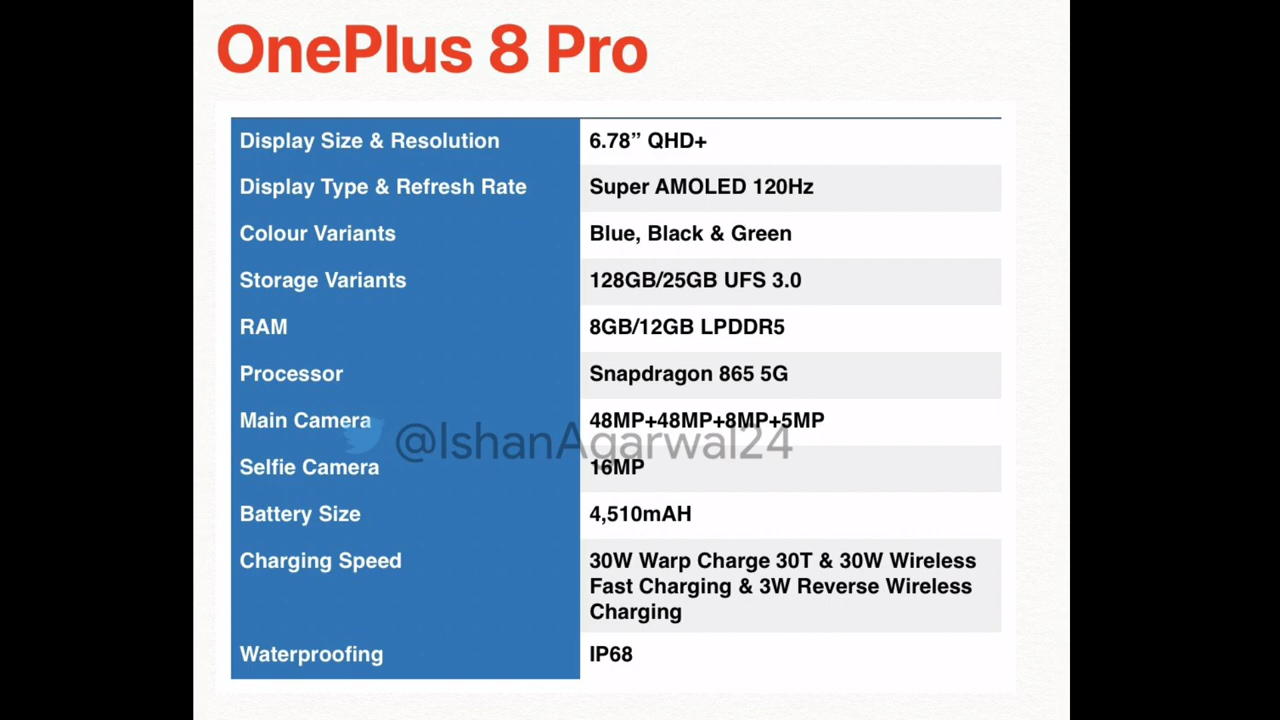 OnePlus 8 Pro
Display Size & Resolution 6.78” QHD+
Display Type & Refresh Rate Super AMOLED 120Hz
Colour Variants Blue, Black & Green
Storage Variants 128GB/25GB UFS 3.0
RAM 8GB/12GB LPDDR5
Processor Snapdragon 865 5G
Main Camera 48MP+48MP+8MP+5MP
@IshanAgarwal24
Selfie Camera 16MP
Battery Size 4,510mAH
Charging Speed 30W Warp Charge 30T & 30W Wireless
Fast Charging & 3W Reverse Wireless
Charging
Waterproofing IP68